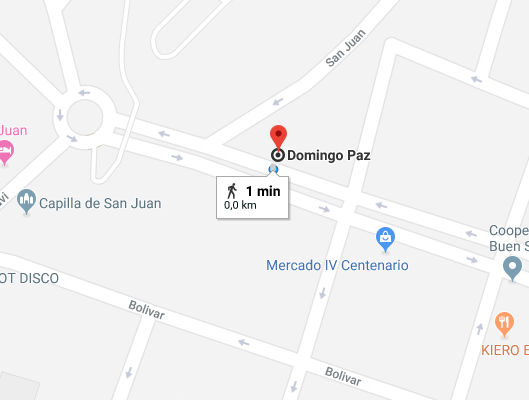 San Juan
Juan
Domingo Paz
1 min
0,0 km
Capilla de San Juan
vi
Coope
Buen S
Mercado IV Centenario
OT DISCO
Bolivar
KIERO E
Bolivar